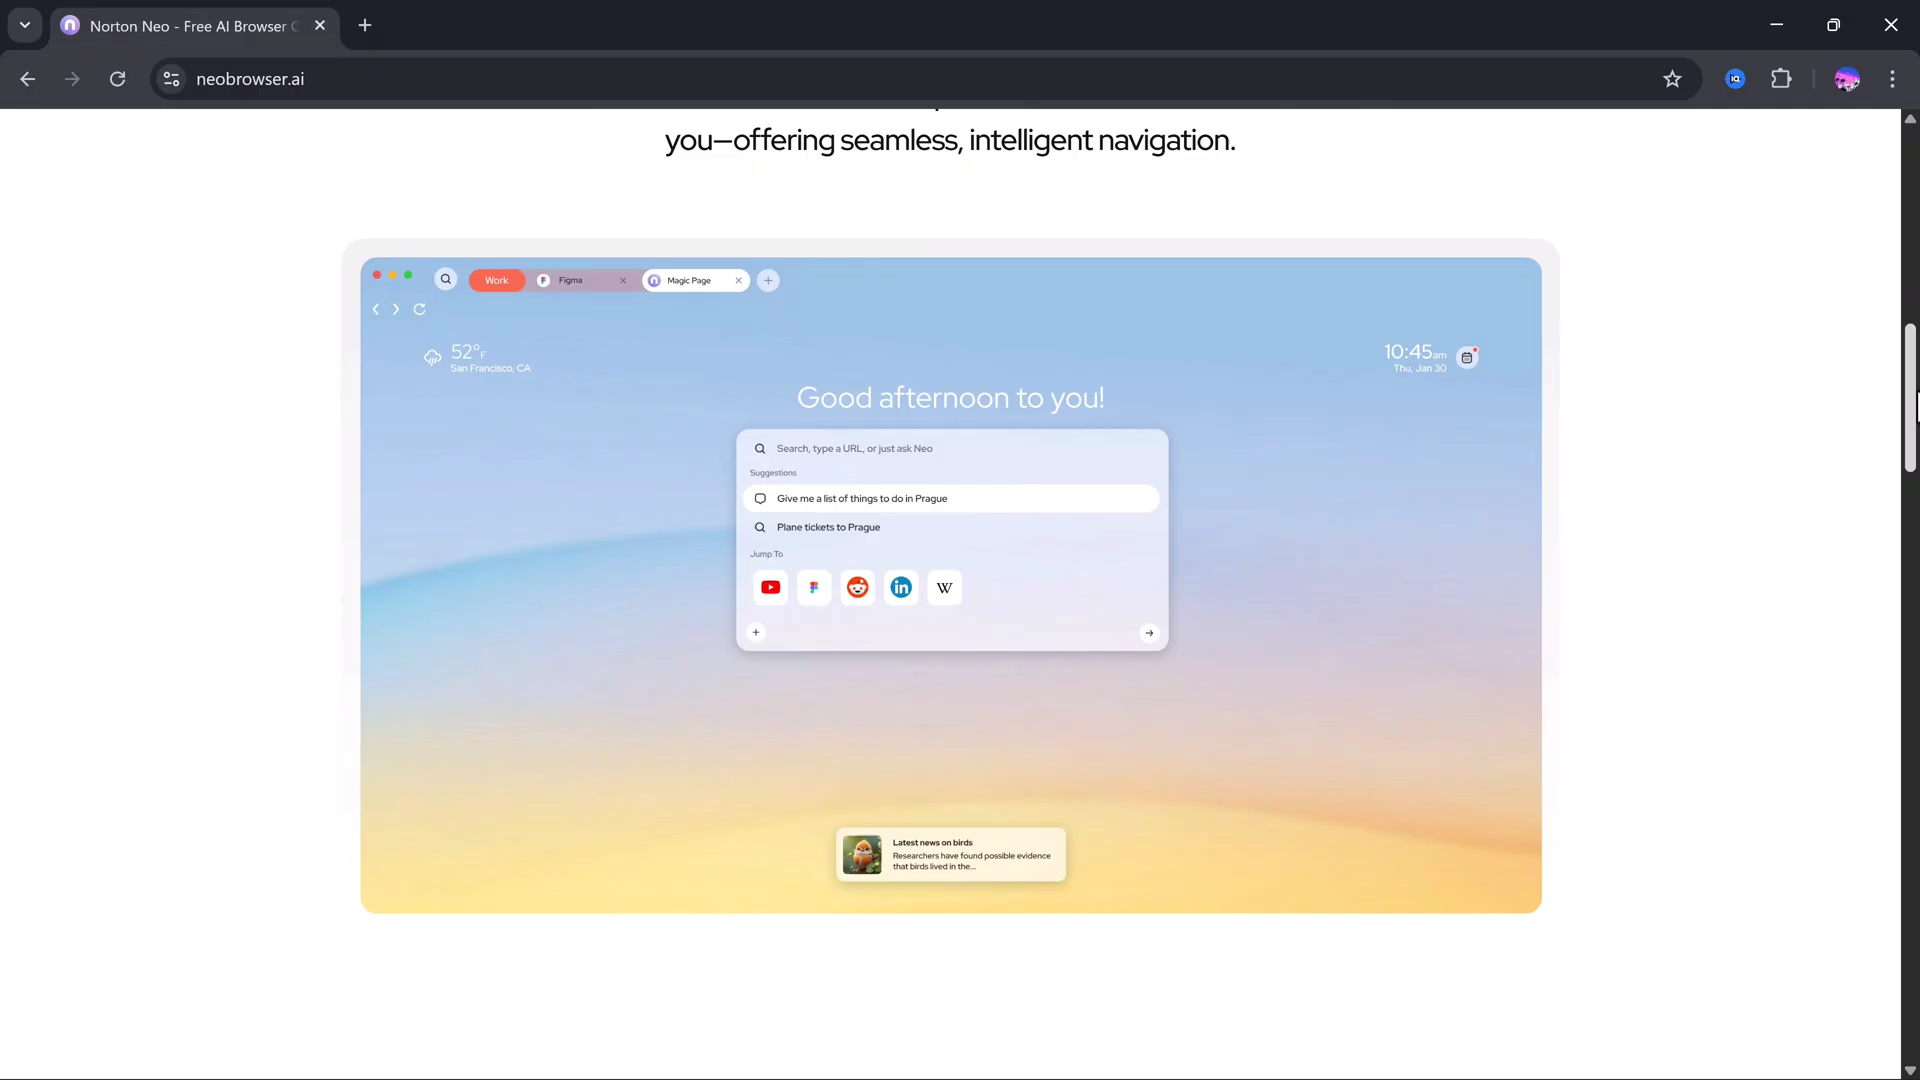 Norton Neo - Free AI Browser
neobrowser.ai
you—offering seamless, intelligent navigation.
Work
Figma
Magic Page
52°F
San Francisco, CA
10:45am
Thu, Jan 30
Good afternoon to you!
Search, type a URL, or just ask Neo
Suggestions
Give me a list of things to do in Prague
Plane tickets to Prague
Jump To
in
W
Latest news on birds
Researchers have found possible evidence
that birds lived in the...